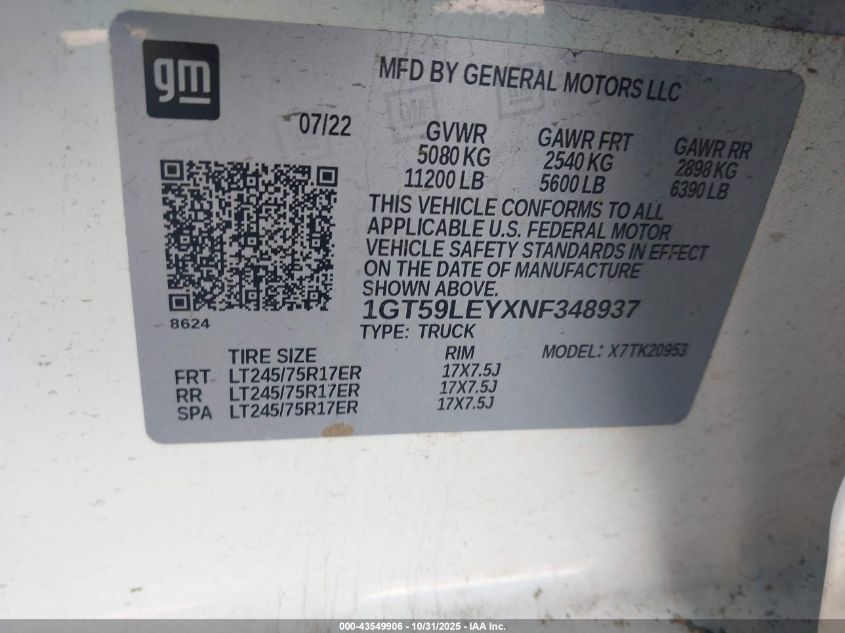 gm
MFD BY GENERAL MOTORS LLC
07/22
GVWR GAWR FRT GAWR RR
5080 KG 2540 KG 2898 KG
11200 LB 5600 LB 6390 LB
THIS VEHICLE CONFORMS TO ALL
APPLICABLE U.S. FEDERAL MOTOR
VEHICLE SAFETY STANDARDS IN EFFECT
ON THE DATE OF MANUFACTURE
SHOWN ABOVE.
8624
1GT59LEYXNF348937
TYPE: TRUCK
MODEL: X7TK20953
TIRE SIZE RIM
FRT LT245/75R17ER 17X7.5J
RR LT245/75R17ER 17X7.5J
SPA LT245/75R17ER 17X7.5J
000-43549906 - 10/31/2025 - IAA Inc.